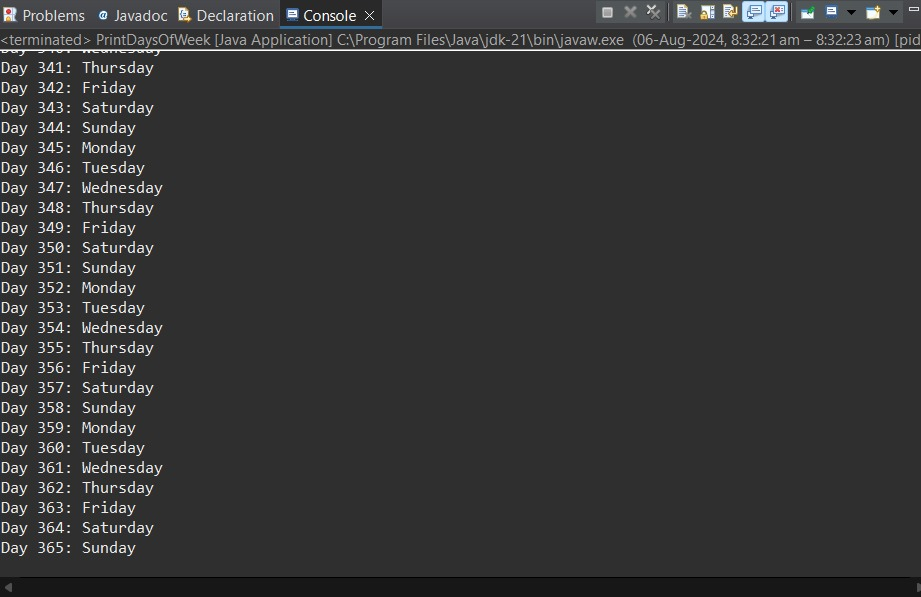 Problems Javadoc Declaration Console
<terminated> PrintDaysOfWeek [Java Application] C:\Program Files\Java\jdk-21\bin\javaw.exe (06-Aug-2024, 8:32:21 am – 8:32:23 am) [pid
Day 341: Thursday
Day 342: Friday
Day 343: Saturday
Day 344: Sunday
Day 345: Monday
Day 346: Tuesday
Day 347: Wednesday
Day 348: Thursday
Day 349: Friday
Day 350: Saturday
Day 351: Sunday
Day 352: Monday
Day 353: Tuesday
Day 354: Wednesday
Day 355: Thursday
Day 356: Friday
Day 357: Saturday
Day 358: Sunday
Day 359: Monday
Day 360: Tuesday
Day 361: Wednesday
Day 362: Thursday
Day 363: Friday
Day 364: Saturday
Day 365: Sunday